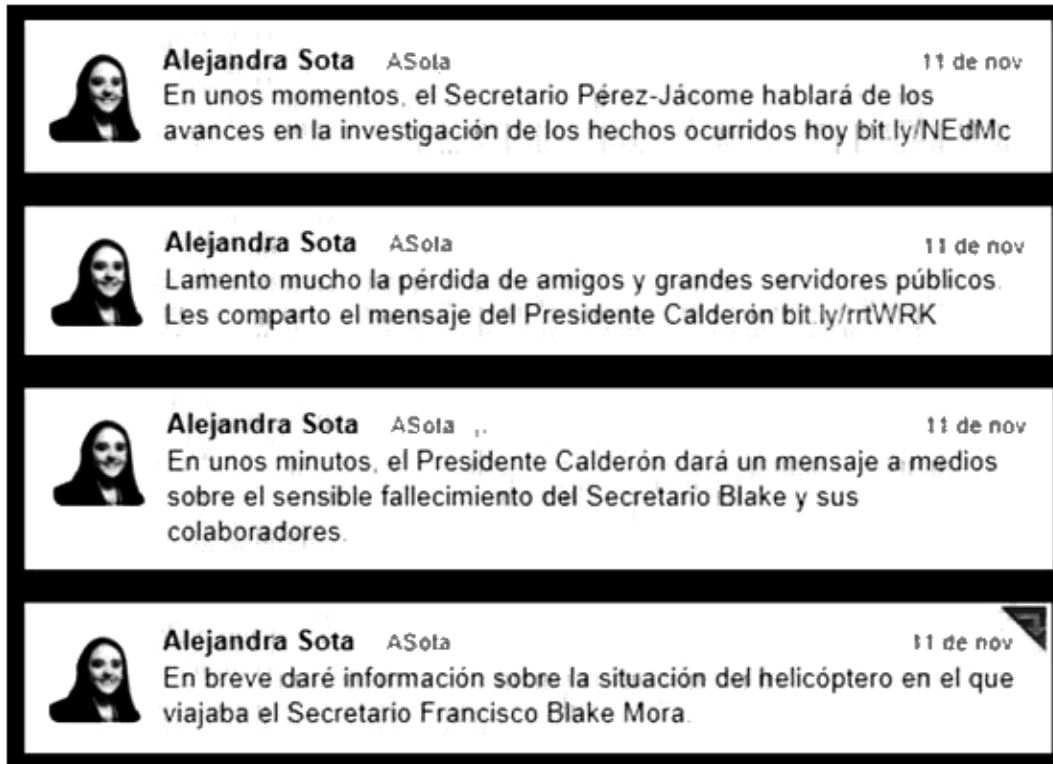 Alejandra Sota ASota 11 de nov
En unos momentos, el Secretario Pérez-Jácome hablará de los
avances en la investigación de los hechos ocurridos hoy bit.ly/NEdMc
Alejandra Sota ASota 11 de nov
Lamento mucho la pérdida de amigos y grandes servidores públicos.
Les comparto el mensaje del Presidente Calderón bit.ly/rrtWRK
Alejandra Sota ASota 11 de nov
En unos minutos, el Presidente Calderón dará un mensaje a medios
sobre el sensible fallecimiento del Secretario Blake y sus
colaboradores.
Alejandra Sota ASota 11 de nov
En breve daré información sobre la situación del helicóptero en el que
viajaba el Secretario Francisco Blake Mora.